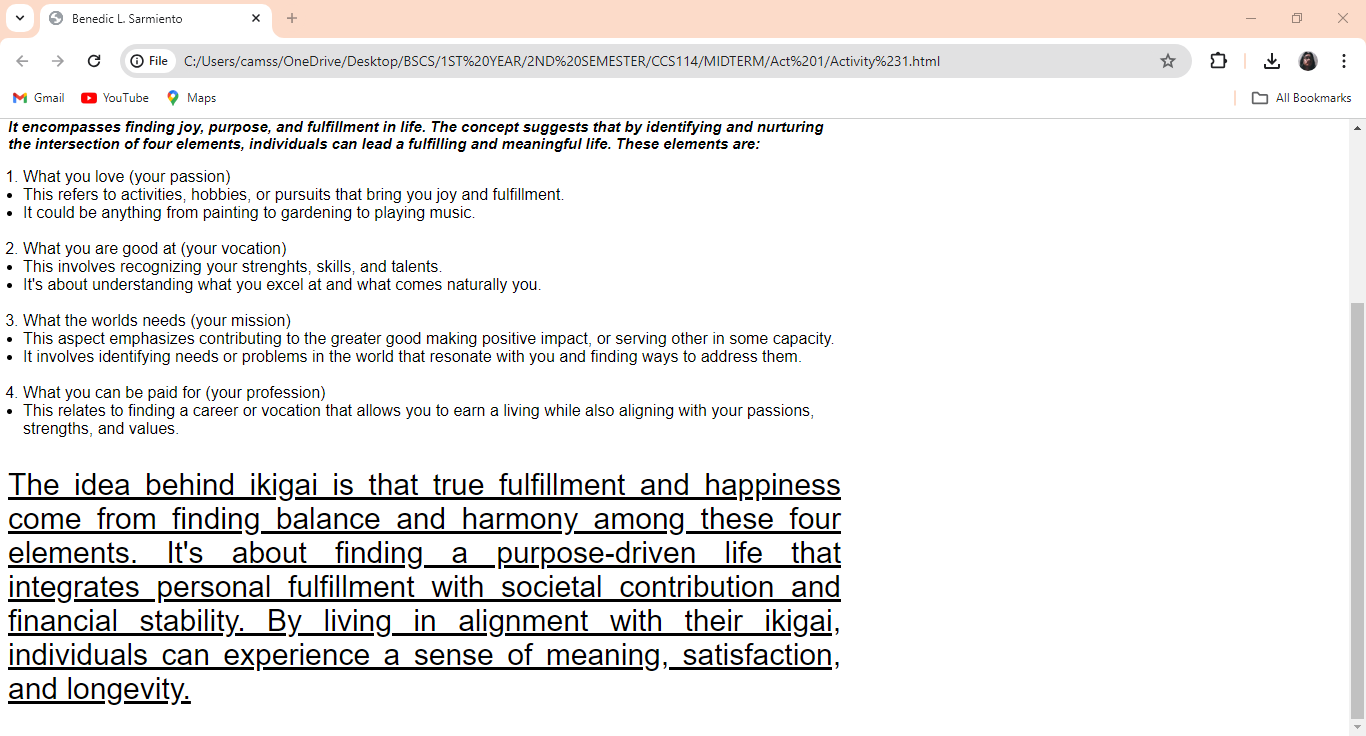 Benedic L. Sarmiento
File C:/Users/camss/OneDrive/Desktop/BSCS/1ST%20YEAR/2ND%20SEMESTER/CCS114/MIDTERM/Act%201/Activity%231.html
Gmail YouTube Maps All Bookmarks
It encompasses finding joy, purpose, and fulfillment in life. The concept suggests that by identifying and nurturing
the intersection of four elements, individuals can lead a fulfilling and meaningful life. These elements are:
1. What you love (your passion)
• This refers to activities, hobbies, or pursuits that bring you joy and fulfillment.
• It could be anything from painting to gardening to playing music.
2. What you are good at (your vocation)
• This involves recognizing your strenghts, skills, and talents.
• It's about understanding what you excel at and what comes naturally you.
3. What the worlds needs (your mission)
• This aspect emphasizes contributing to the greater good making positive impact, or serving other in some capacity.
• It involves identifying needs or problems in the world that resonate with you and finding ways to address them.
4. What you can be paid for (your profession)
• This relates to finding a career or vocation that allows you to earn a living while also aligning with your passions,
strengths, and values.
The idea behind ikigai is that true fulfillment and happiness
come from finding balance and harmony among these four
elements. It's about finding a purpose-driven life that
integrates personal fulfillment with societal contribution and
financial stability. By living in alignment with their ikigai,
individuals can experience a sense of meaning, satisfaction,
and longevity.